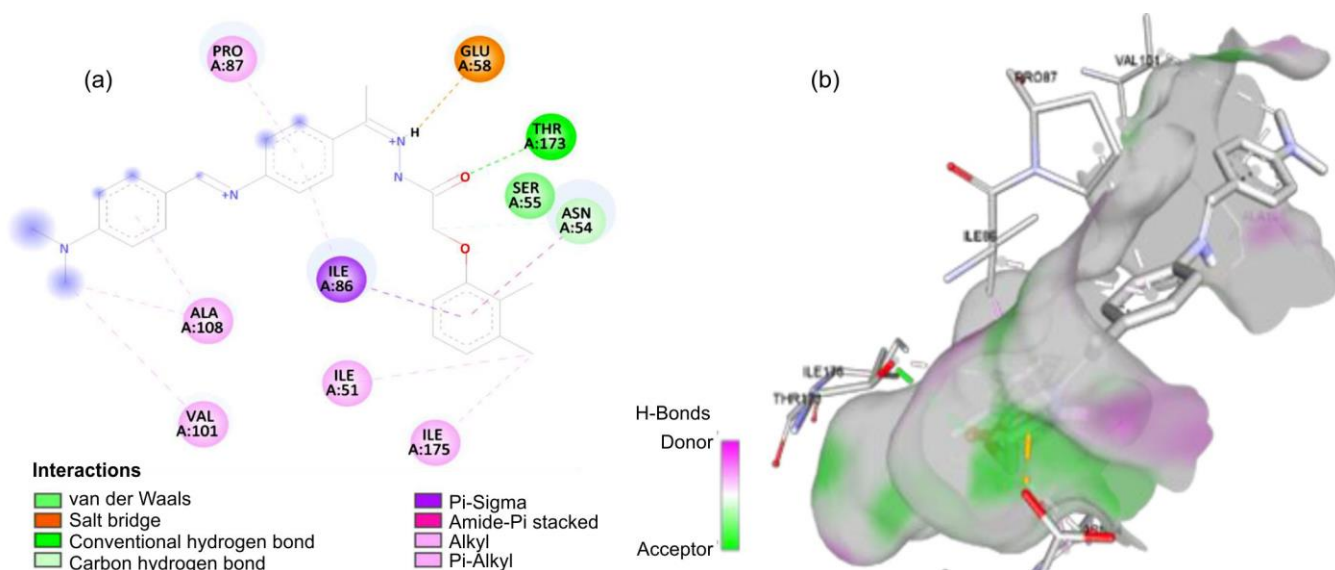 (a)
PRO
A:87
GLU
A:58
H
+N
THR
A:173
N
O
+N
SER
A:55
ASN
A:54
N
O
ILE
A:86
ALA
A:108
ILE
A:51
VAL
A:101
ILE
A:175
Interactions
van der Waals
Salt bridge
Conventional hydrogen bond
Carbon hydrogen bond
Pi-Sigma
Amide-Pi stacked
Alkyl
Pi-Alkyl
(b)
VAL101
PRO87
ILE86
ILE175
H-Bonds
Donor
Acceptor